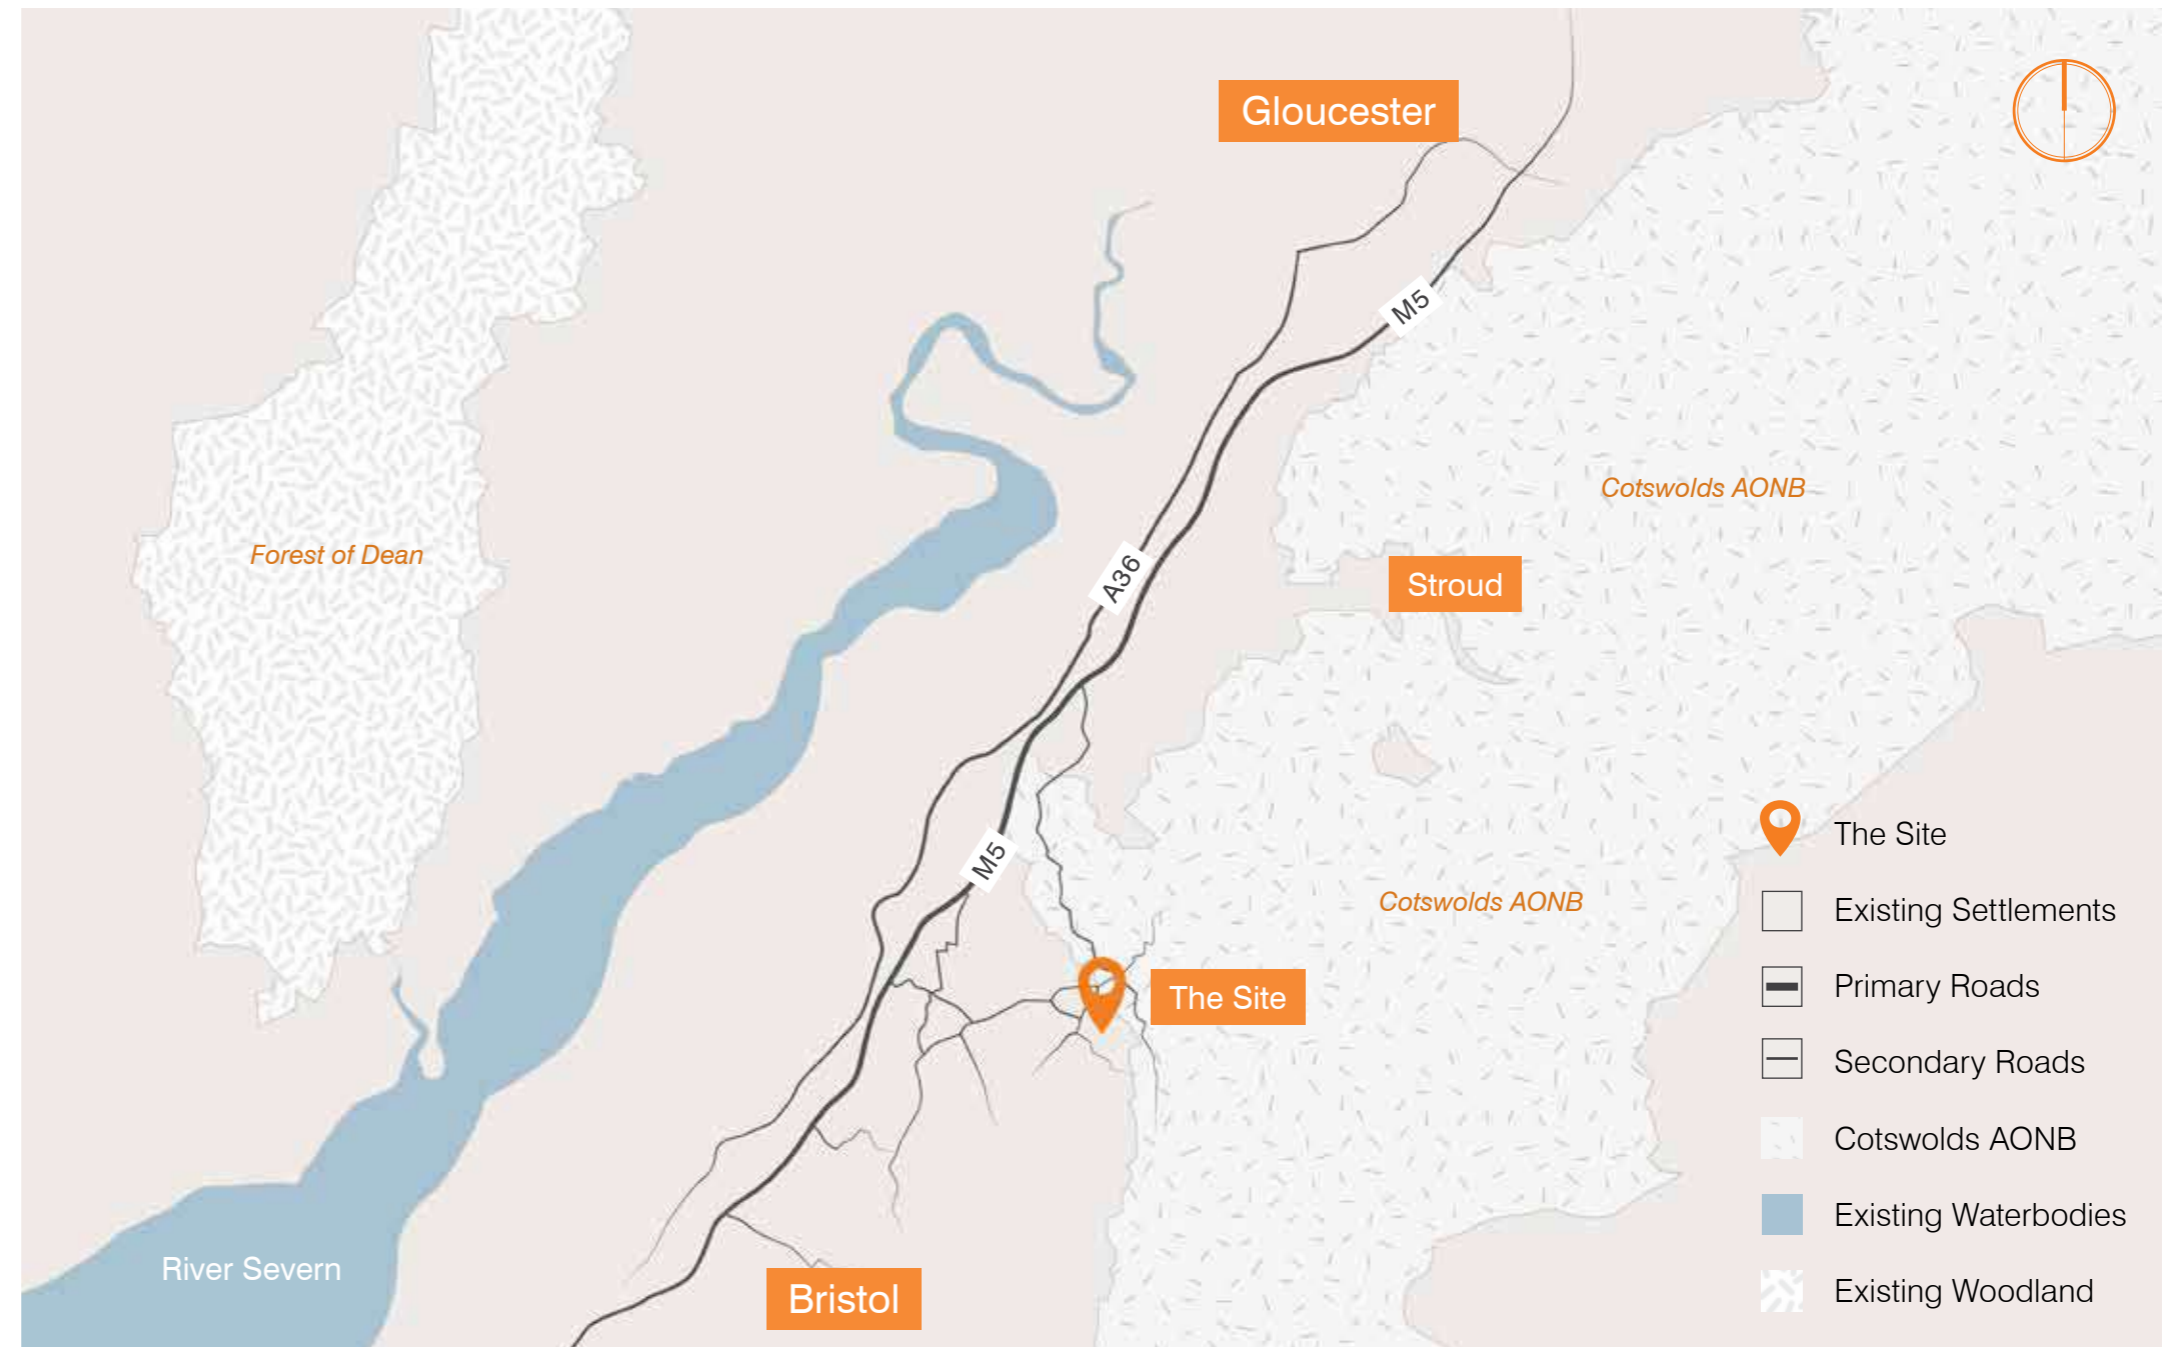 Gloucester
M5
Cotswolds AONB
Forest of Dean
A36
Stroud
M5
Cotswolds AONB
The Site
River Severn
Bristol
The Site
Existing Settlements
Primary Roads
Secondary Roads
Cotswolds AONB
Existing Waterbodies
Existing Woodland